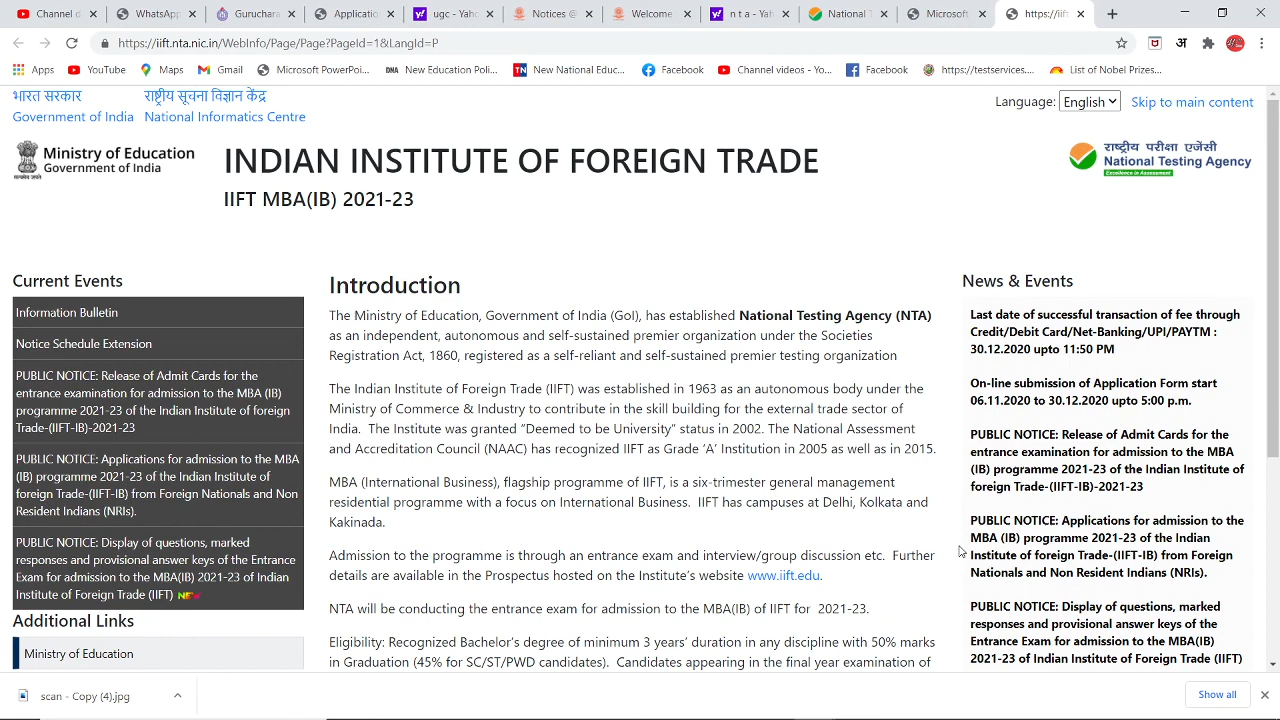 Channel d
WhatsApp
Guruchara
Application
ugc - Yaho
Notices @
Welcome
n t a - Yah
National T
Microsoft
https://iift
https://iift.nta.nic.in/WebInfo/Page/Page?PageId=1&LangId=P
Apps YouTube Maps Gmail Microsoft PowerPoi... DNA New Education Poli... TN New National Educ... Facebook Channel videos - Yo... Facebook https://testservices.... List of Nobel Prizes...
भारत सरकार राष्ट्रीय सूचना विज्ञान केंद्र
Government of India National Informatics Centre
Language: English Skip to main content
Ministry of Education
Government of India
सत्यमेव जयते
INDIAN INSTITUTE OF FOREIGN TRADE
IIFT MBA(IB) 2021-23
राष्ट्रीय परीक्षा एजेंसी
National Testing Agency
Excellence in Assessment
Current Events
Information Bulletin
Notice Schedule Extension
PUBLIC NOTICE: Release of Admit Cards for the
entrance examination for admission to the MBA (IB)
programme 2021-23 of the Indian Institute of foreign
Trade-(IIFT-IB)-2021-23
PUBLIC NOTICE: Applications for admission to the MBA
(IB) programme 2021-23 of the Indian Institute of
foreign Trade-(IIFT-IB) from Foreign Nationals and Non
Resident Indians (NRIs).
PUBLIC NOTICE: Display of questions, marked
responses and provisional answer keys of the Entrance
Exam for admission to the MBA(IB) 2021-23 of Indian
Institute of Foreign Trade (IIFT) NEW
Additional Links
Ministry of Education
Introduction
The Ministry of Education, Government of India (GoI), has established National Testing Agency (NTA)
as an independent, autonomous and self-sustained premier organization under the Societies
Registration Act, 1860, registered as a self-reliant and self-sustained premier testing organization
The Indian Institute of Foreign Trade (IIFT) was established in 1963 as an autonomous body under the
Ministry of Commerce & Industry to contribute in the skill building for the external trade sector of
India. The Institute was granted “Deemed to be University” status in 2002. The National Assessment
and Accreditation Council (NAAC) has recognized IIFT as Grade ‘A’ Institution in 2005 as well as in 2015.
MBA (International Business), flagship programme of IIFT, is a six-trimester general management
residential programme with a focus on International Business. IIFT has campuses at Delhi, Kolkata and
Kakinada.
Admission to the programme is through an entrance exam and interview/group discussion etc. Further
details are available in the Prospectus hosted on the Institute’s website www.iift.edu.
NTA will be conducting the entrance exam for admission to the MBA(IB) of IIFT for 2021-23.
Eligibility: Recognized Bachelor’s degree of minimum 3 years’ duration in any discipline with 50% marks
in Graduation (45% for SC/ST/PWD candidates). Candidates appearing in the final year examination of
News & Events
Last date of successful transaction of fee through
Credit/Debit Card/Net-Banking/UPI/PAYTM :
30.12.2020 upto 11:50 PM
On-line submission of Application Form start
06.11.2020 to 30.12.2020 upto 5:00 p.m.
PUBLIC NOTICE: Release of Admit Cards for the
entrance examination for admission to the MBA
(IB) programme 2021-23 of the Indian Institute of
foreign Trade-(IIFT-IB)-2021-23
PUBLIC NOTICE: Applications for admission to the
MBA (IB) programme 2021-23 of the Indian
Institute of foreign Trade-(IIFT-IB) from Foreign
Nationals and Non Resident Indians (NRIs).
PUBLIC NOTICE: Display of questions, marked
responses and provisional answer keys of the
Entrance Exam for admission to the MBA(IB)
2021-23 of Indian Institute of Foreign Trade (IIFT)
scan - Copy (4).jpg
Show all